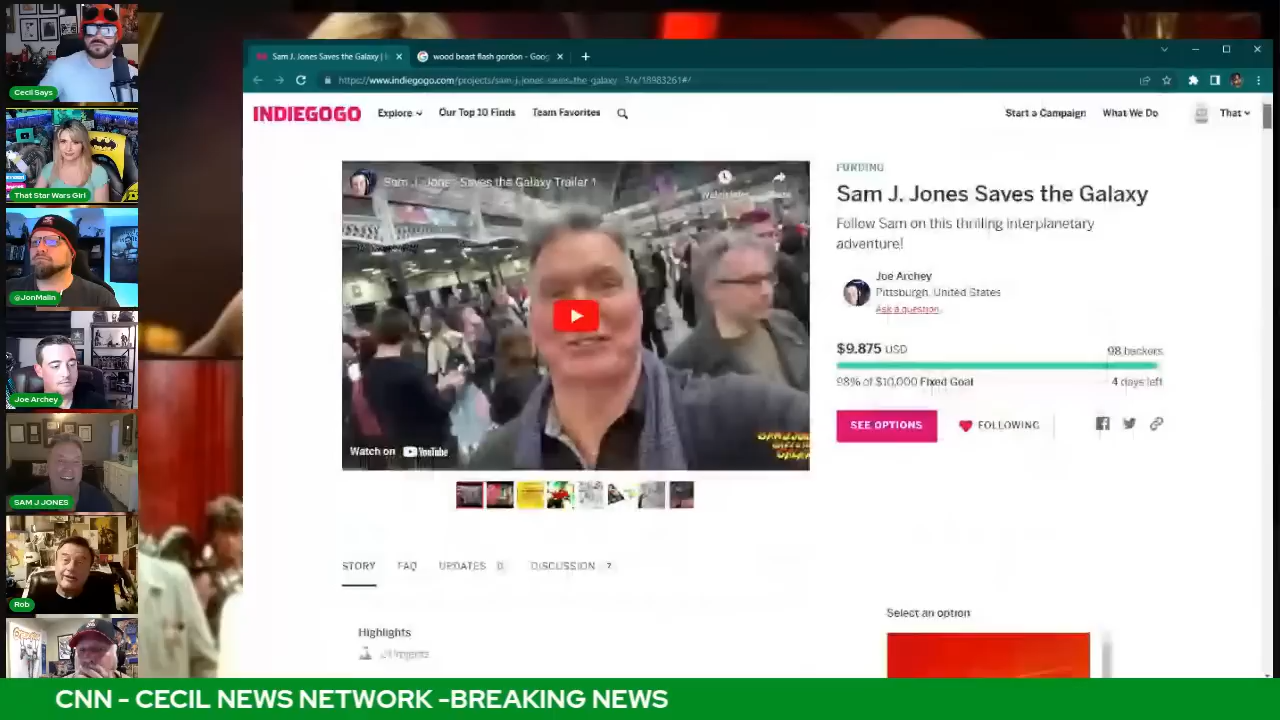 Cecil Says
That Star Wars Girl
@JonMalin
Joe Archey
SAM J JONES
Rob
Sam J. Jones Saves the Galaxy |
wood beast flash gordon - Goog
https://www.indiegogo.com/projects/sam-j-jones-saves-the-galaxy--3/x/18983261#/
INDIEGOGO
Explore
Our Top 10 Finds
Team Favorites
Start a Campaign
What We Do
That
Sam J. Jones Saves the Galaxy Trailer 1
Watch on YouTube
FUNDING
Sam J. Jones Saves the Galaxy
Follow Sam on this thrilling interplanetary
adventure!
Joe Archey
Pittsburgh, United States
Ask a question
$9,875 USD
98 backers
98% of $10,000 Fixed Goal
4 days left
SEE OPTIONS
FOLLOWING
STORY
FAQ
UPDATES 0
DISCUSSION 7
Select an option
Highlights
CNN - CECIL NEWS NETWORK -BREAKING NEWS